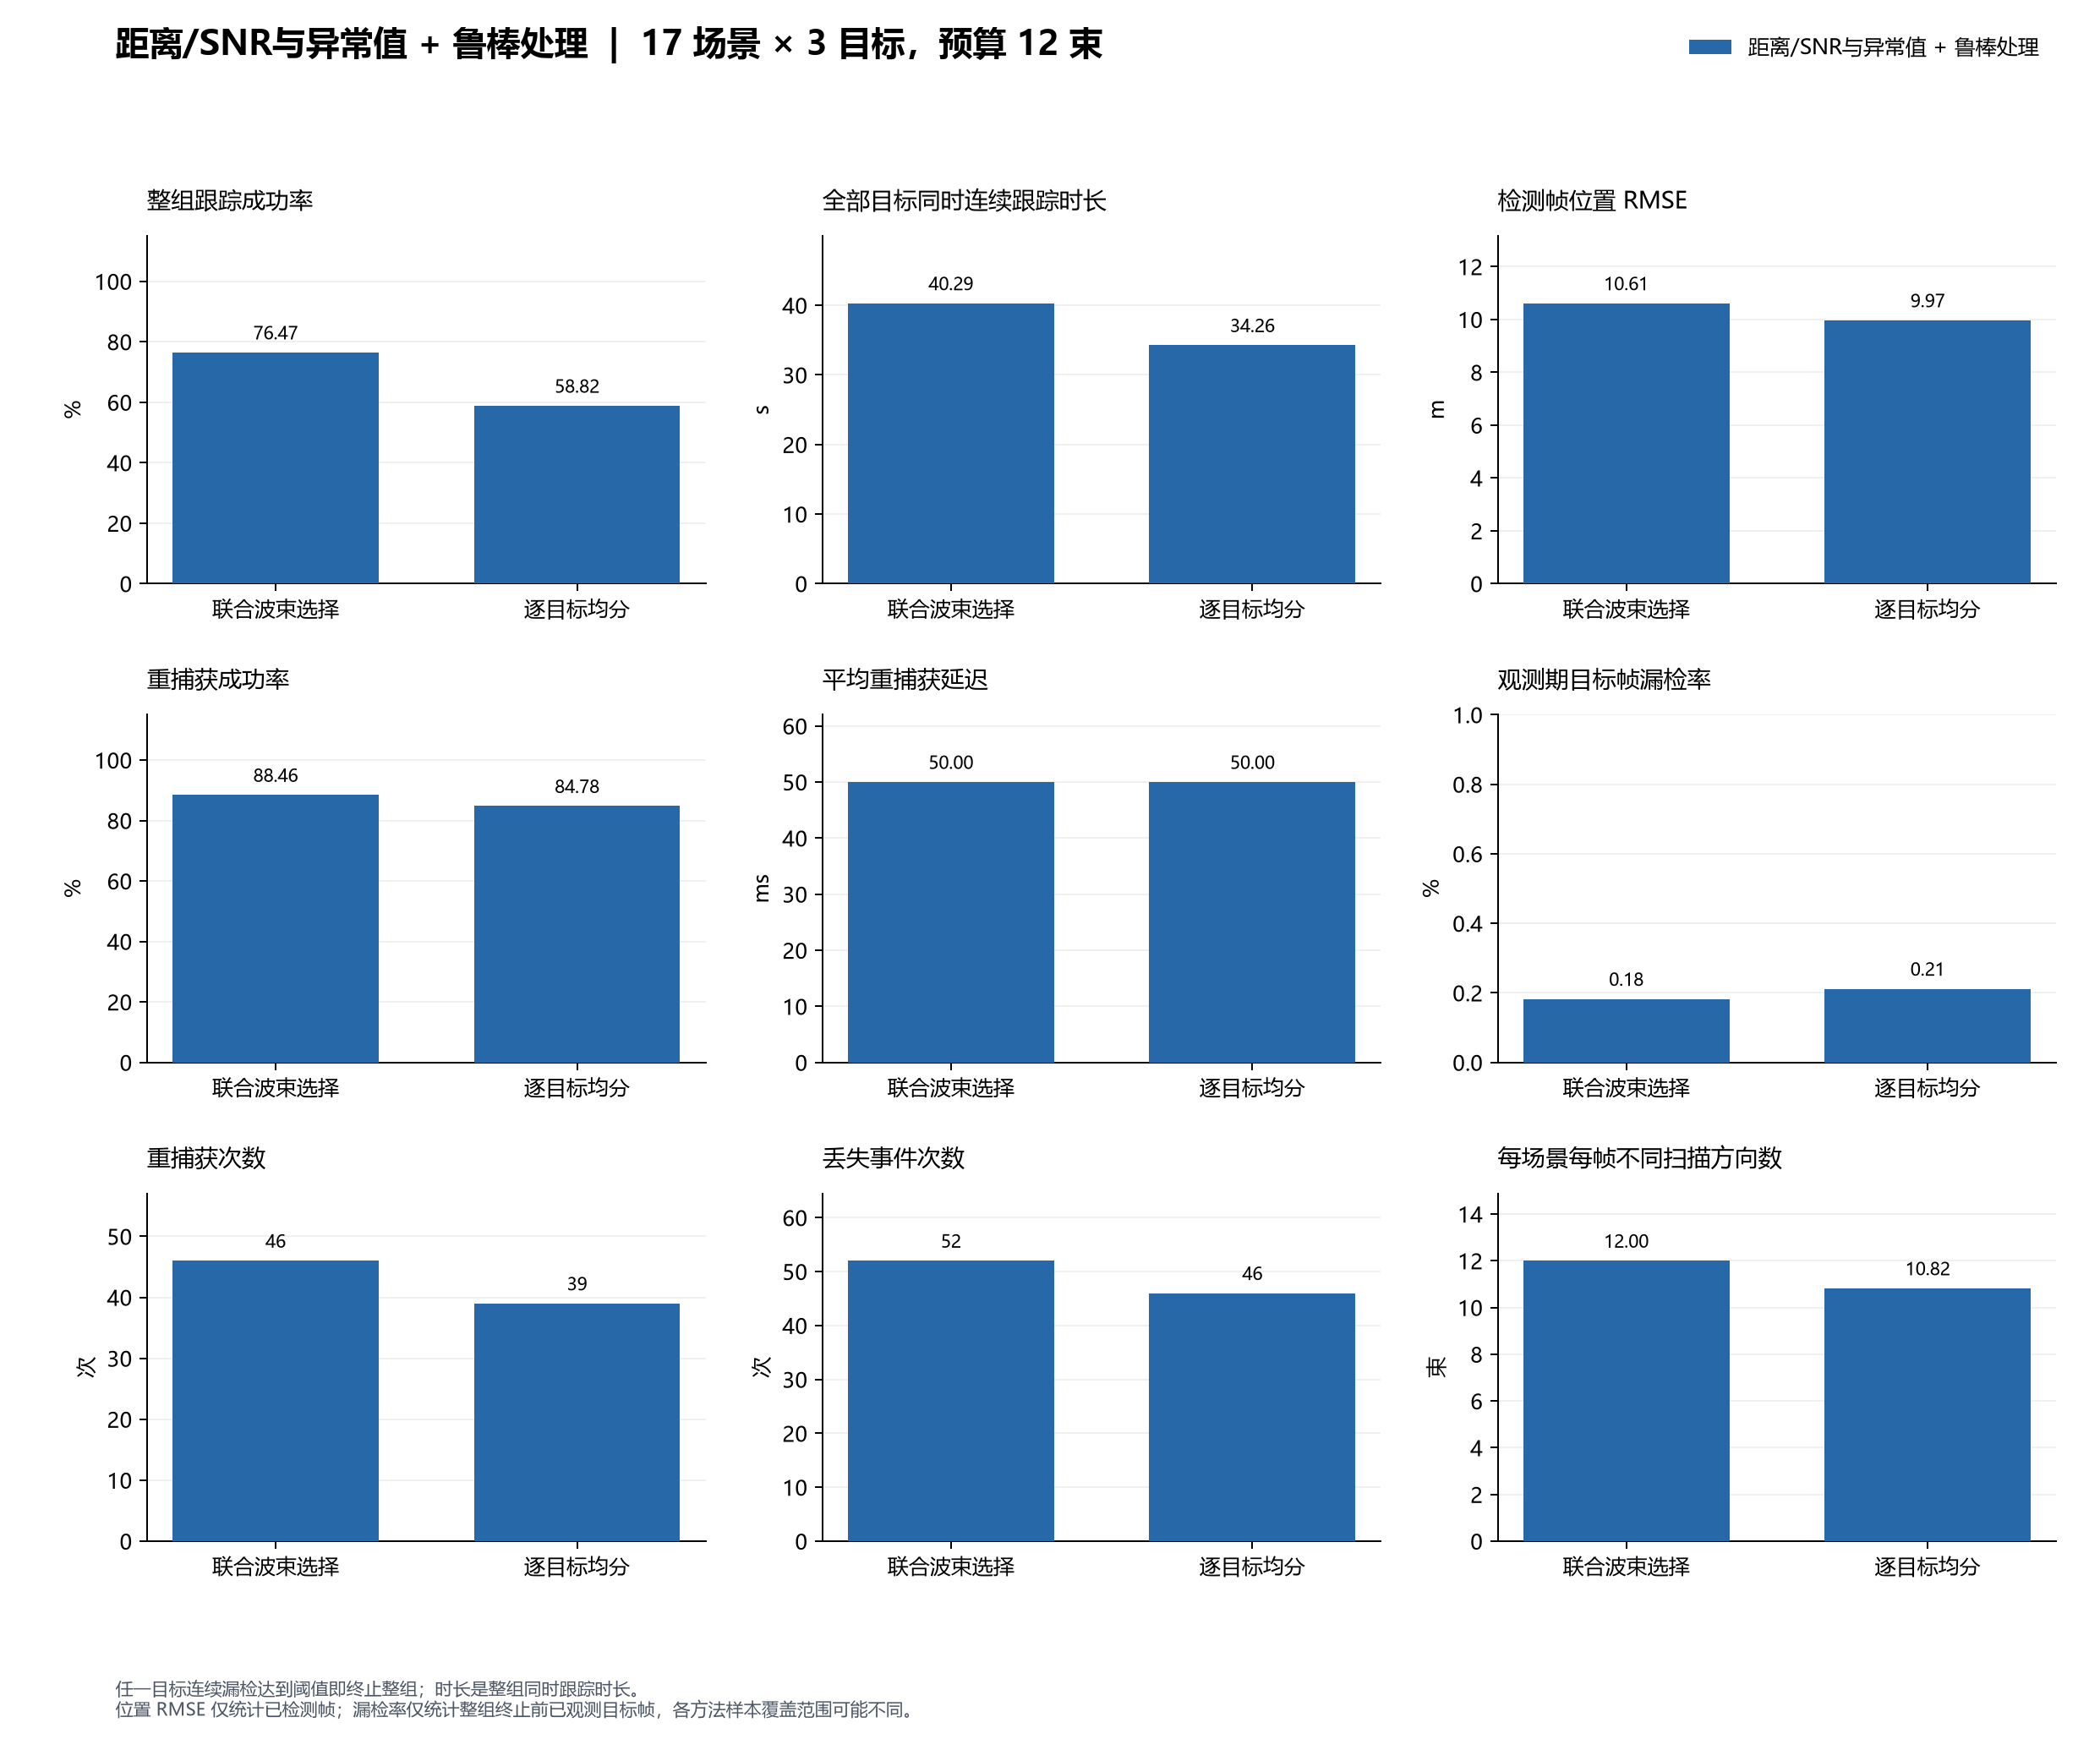 距离/SNR与异常值 + 鲁棒处理 | 17 场景 × 3 目标，预算 12 束
距离/SNR与异常值 + 鲁棒处理
整组跟踪成功率
%
100
80
60
40
20
0
76.47
58.82
联合波束选择
逐目标均分
全部目标同时连续跟踪时长
s
40
30
20
10
0
40.29
34.26
联合波束选择
逐目标均分
检测帧位置 RMSE
m
12
10
8
6
4
2
0
10.61
9.97
联合波束选择
逐目标均分
重捕获成功率
%
100
80
60
40
20
0
88.46
84.78
联合波束选择
逐目标均分
平均重捕获延迟
ms
60
50
40
30
20
10
0
50.00
50.00
联合波束选择
逐目标均分
观测期目标帧漏检率
%
1.0
0.8
0.6
0.4
0.2
0.0
0.18
0.21
联合波束选择
逐目标均分
重捕获次数
次
50
40
30
20
10
0
46
39
联合波束选择
逐目标均分
丢失事件次数
次
60
50
40
30
20
10
0
52
46
联合波束选择
逐目标均分
每场景每帧不同扫描方向数
束
14
12
10
8
6
4
2
0
12.00
10.82
联合波束选择
逐目标均分
任一目标连续漏检达到阈值即终止整组；时长是整组同时跟踪时长。
位置 RMSE 仅统计已检测帧；漏检率仅统计整组终止前已观测目标帧，各方法样本覆盖范围可能不同。